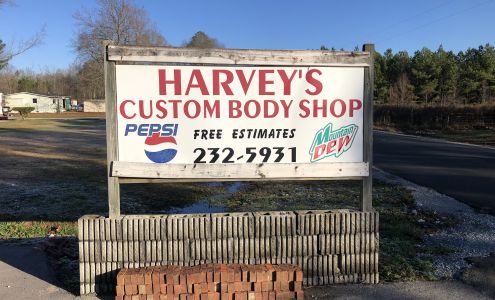 HARVEY'S
CUSTOM BODY SHOP
PEPSI
FREE ESTIMATES
Mountain
Dew
232-5931